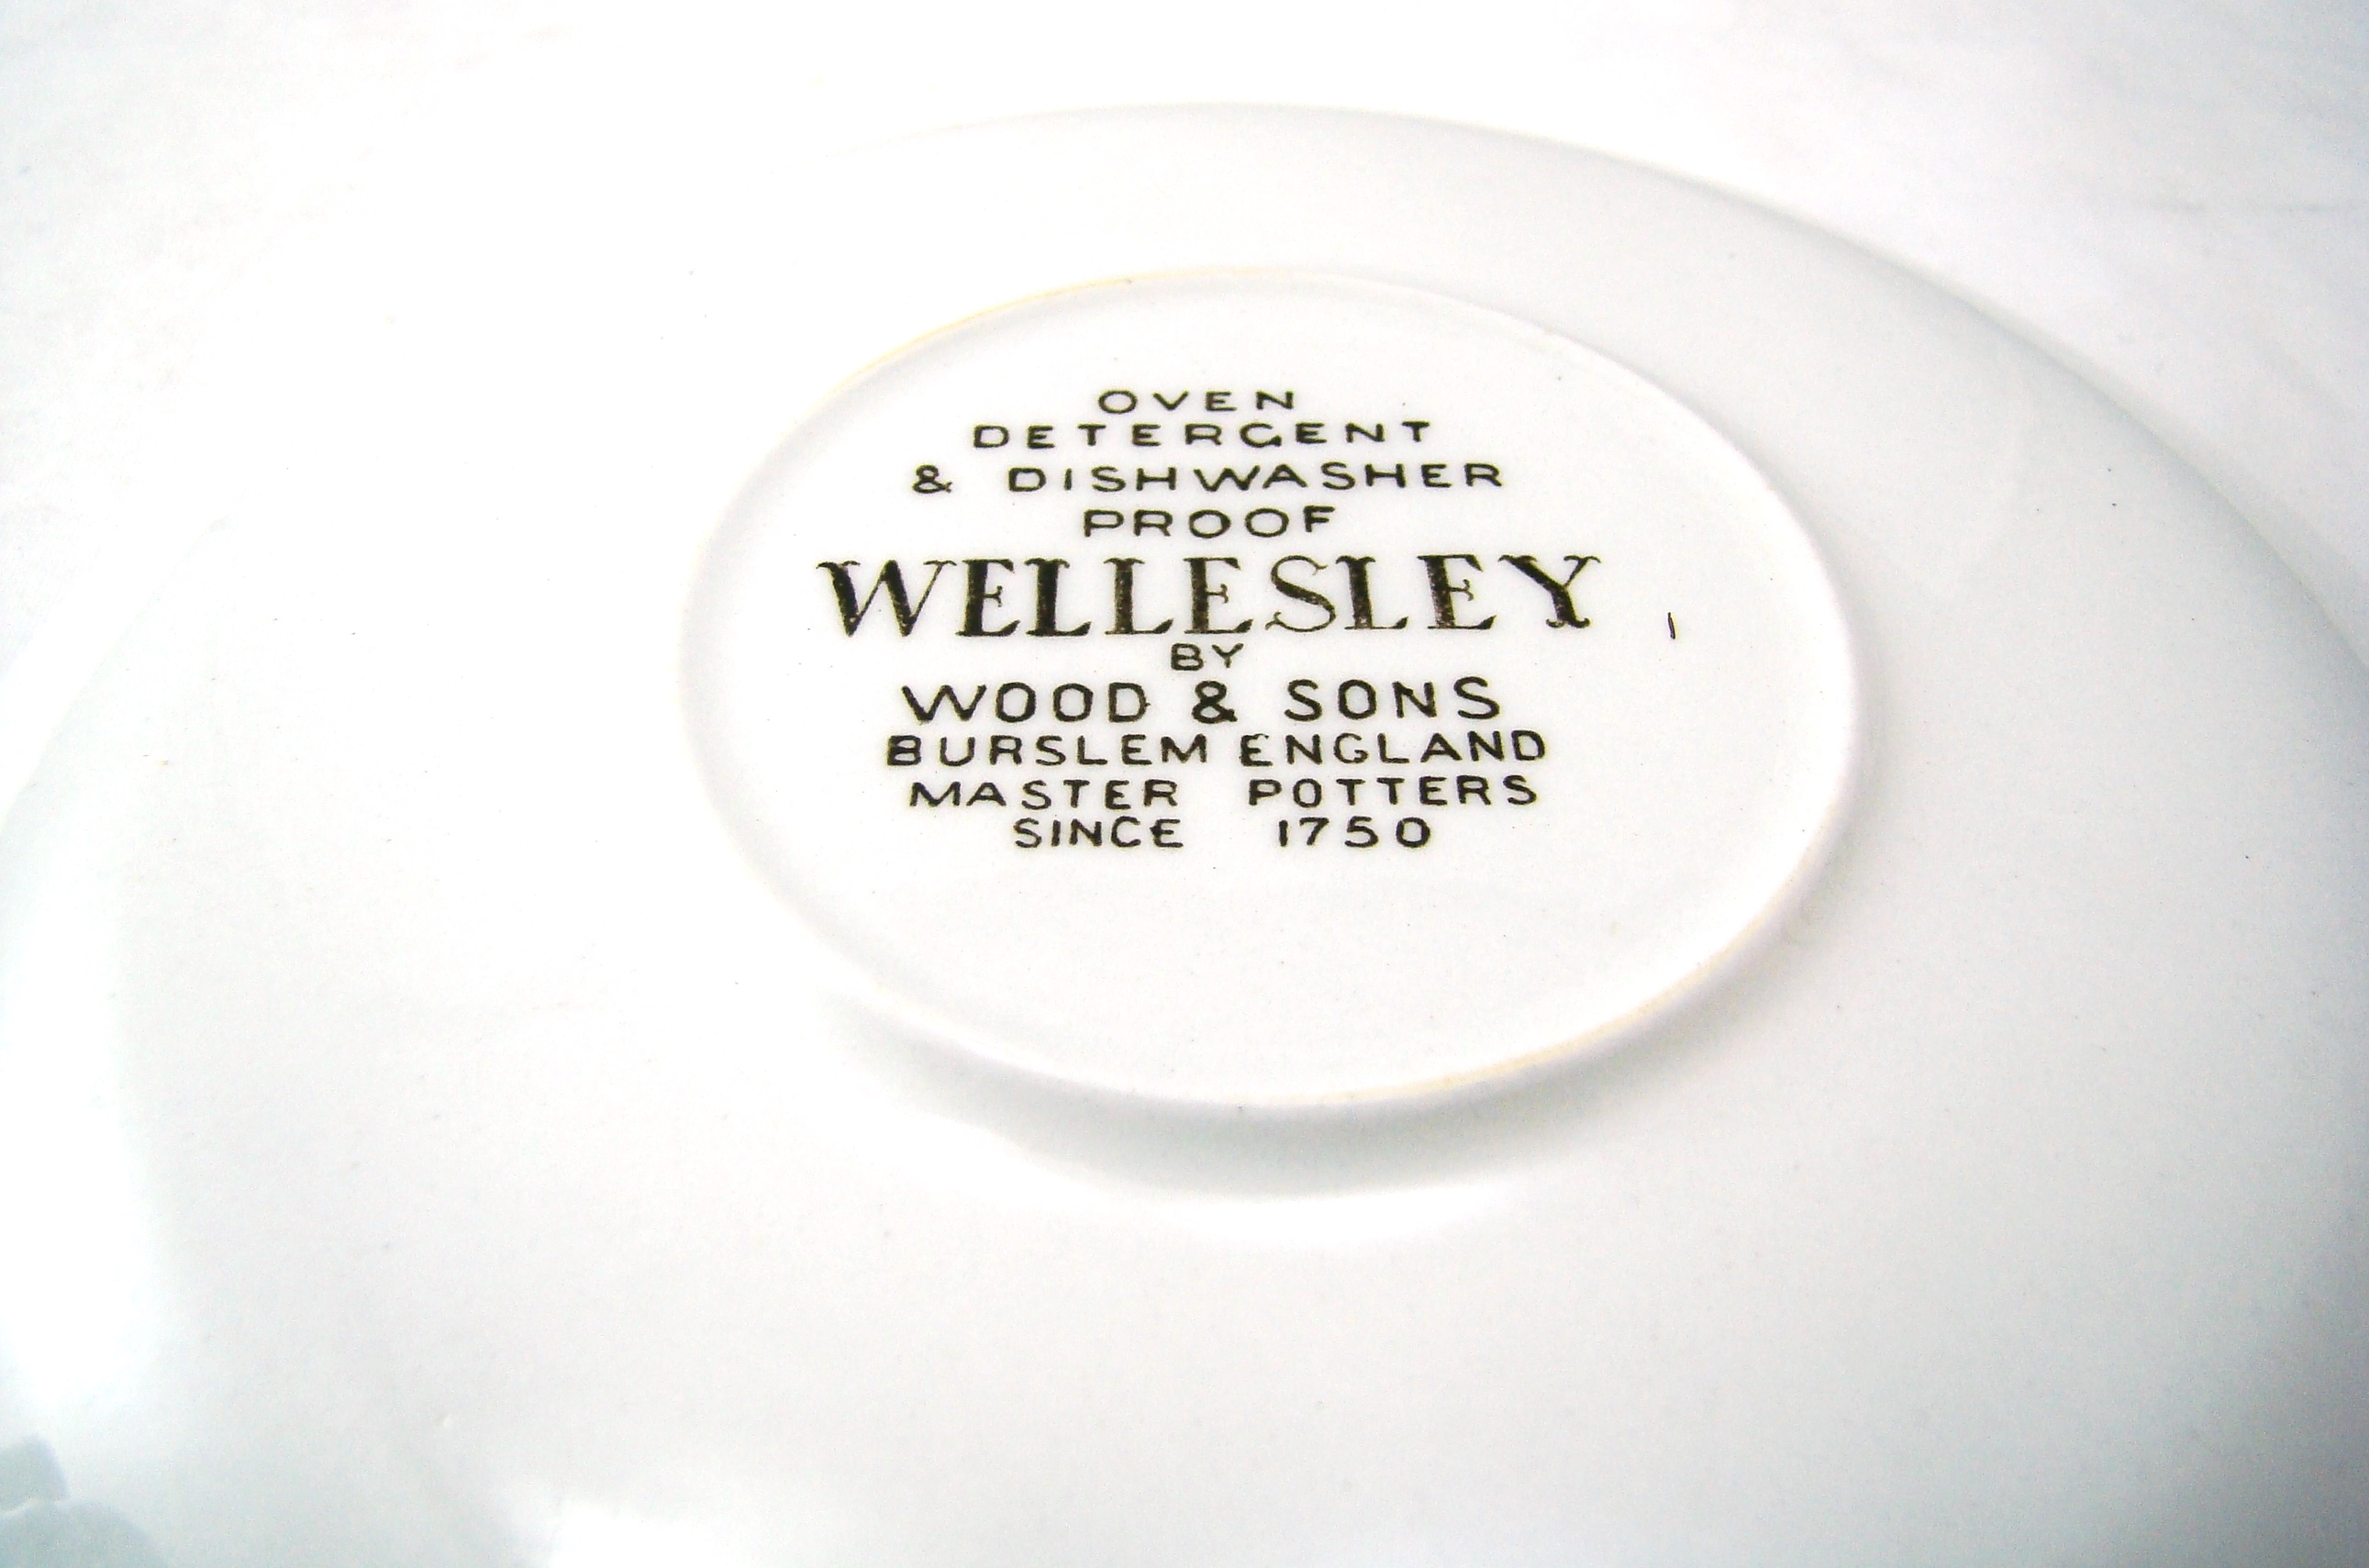 OVEN
DETERGENT
& DISHWASHER
PROOF
WELLESLEY
BY
WOOD & SONS
BURSLEM ENGLAND
MASTER POTTERS
SINCE 1750